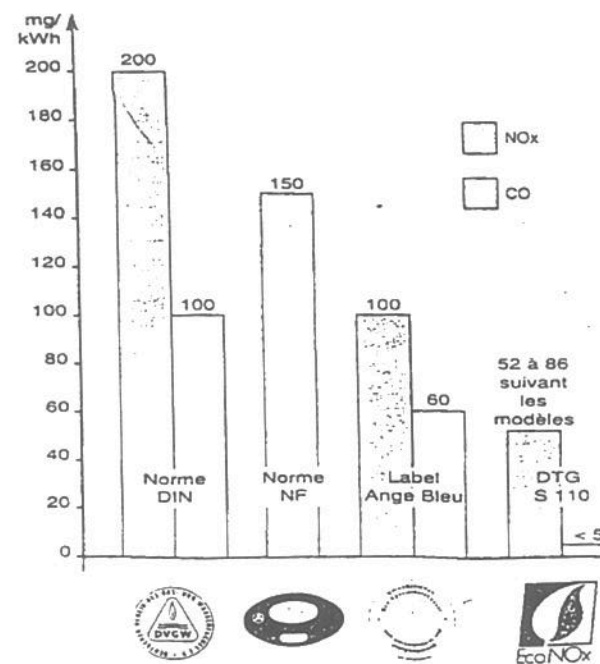 mg/
kWh
200
180
160
140
120
100
80
60
40
20
0
200
100
150
100
60
52 à 86
suivant
les
modèles
< 5
NOx
CO
Norme
DIN
Norme
NF
Label
Ange Bleu
DTG
S 110
DVGW
EcoNOx